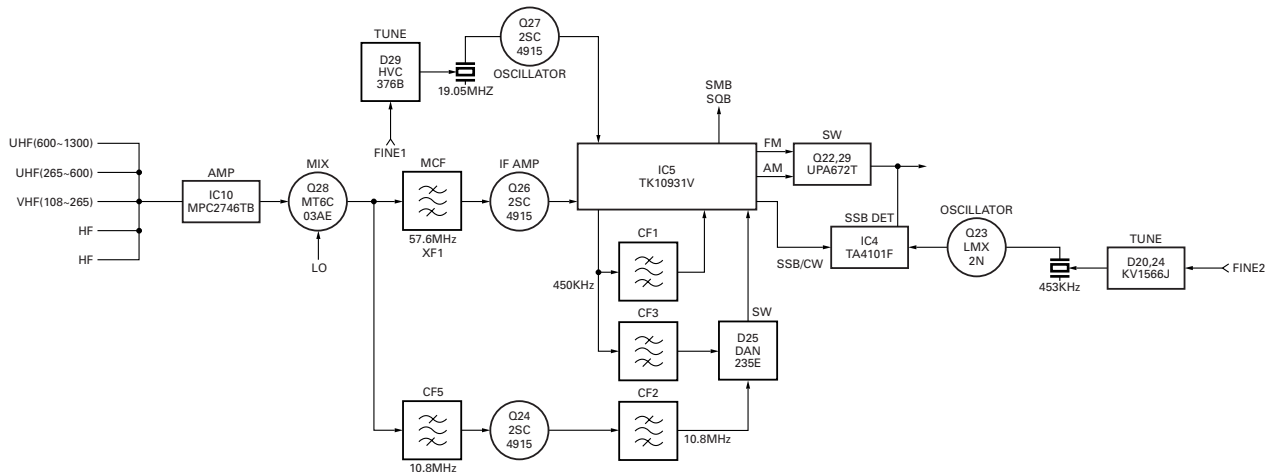 Q27
2SC
4915
OSCILLATOR
TUNE
D29
HVC
376B
19.05MHZ
FINE1
SMB
SQB
UHF(600~1300)
UHF(265~600)
VHF(108~265)
HF
HF
AMP
IC10
MPC2746TB
MIX
Q28
MT6C
03AE
LO
MCF
57.6MHz
XF1
IF AMP
Q26
2SC
4915
IC5
TK10931V
FM
AM
SW
Q22,29
UPA672T
SSB DET
IC4
TA4101F
SSB/CW
OSCILLATOR
Q23
LMX
2N
453KHz
TUNE
D20,24
KV1566J
FINE2
CF1
450KHz
CF3
SW
D25
DAN
235E
CF5
10.8MHz
Q24
2SC
4915
CF2
10.8MHz